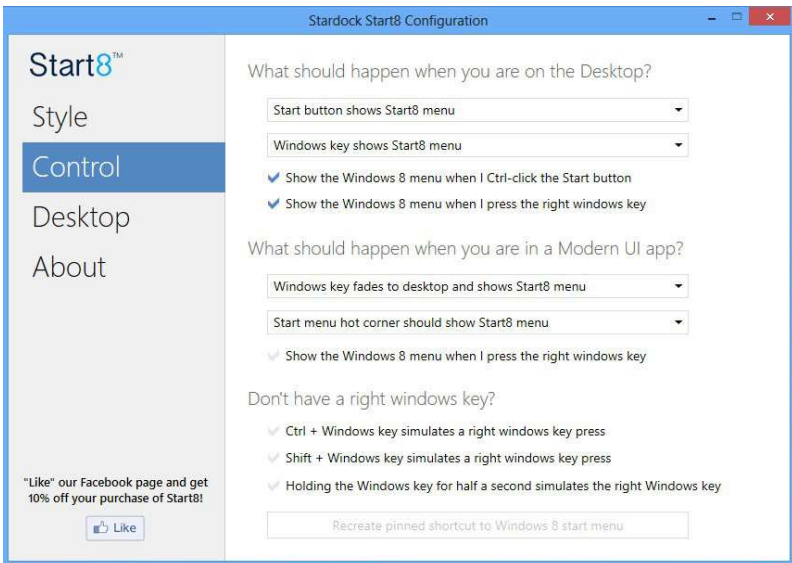 Stardock Start8 Configuration
Start8™
Style
Control
Desktop
About
"Like" our Facebook page and get
10% off your purchase of Start8!
Like
What should happen when you are on the Desktop?
Start button shows Start8 menu
Windows key shows Start8 menu
Show the Windows 8 menu when I Ctrl-click the Start button
Show the Windows 8 menu when I press the right windows key
What should happen when you are in a Modern UI app?
Windows key fades to desktop and shows Start8 menu
Start menu hot corner should show Start8 menu
Show the Windows 8 menu when I press the right windows key
Don't have a right windows key?
Ctrl + Windows key simulates a right windows key press
Shift + Windows key simulates a right windows key press
Holding the Windows key for half a second simulates the right Windows key
Recreate pinned shortcut to Windows 8 start menu